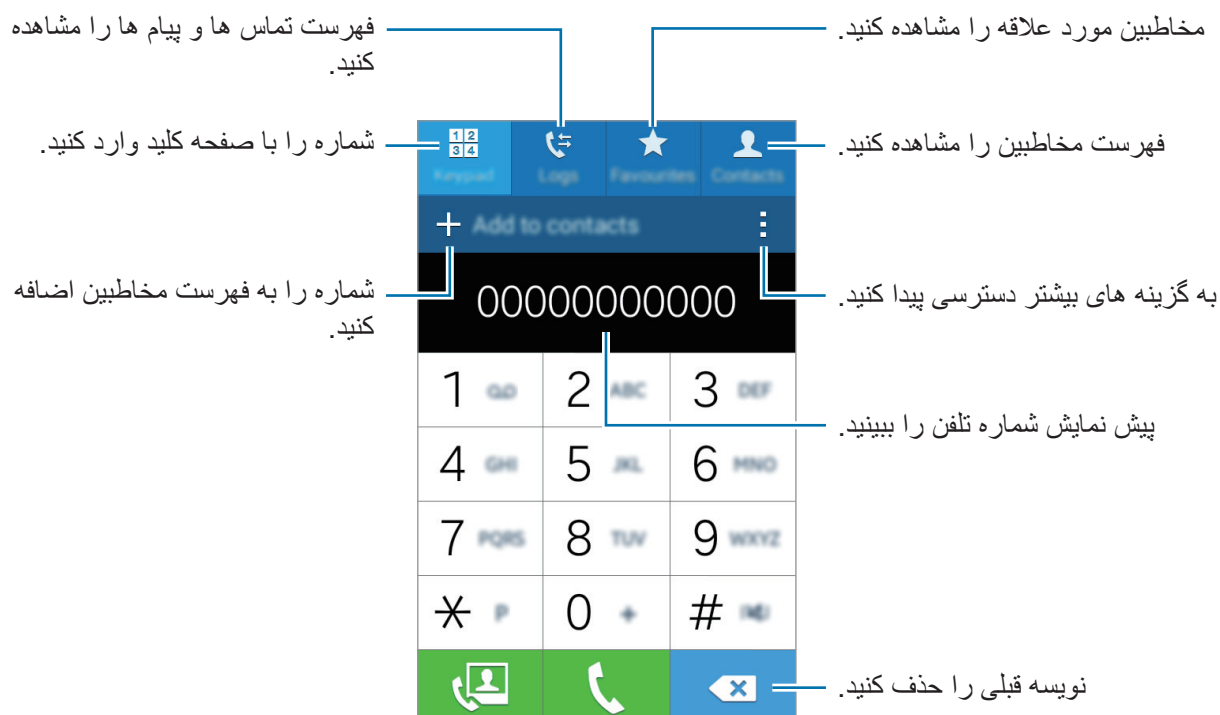 مخاطبین مورد علاقه را مشاهده کنید.
فهرست تماس ها و پیام ها را مشاهده
کنید.
فهرست مخاطبین را مشاهده کنید.
شماره را با صفحه کلید وارد کنید.
1 2
3 4
Keypad
Logs
Favourites
Contacts
+ Add to contacts
به گزینه های بیشتر دسترسی پیدا کنید.
شماره را به فهرست مخاطبین اضافه
کنید.
00000000000
پیش نمایش شماره تلفن را ببینید.
1
2 ABC
3 DEF
4 GHI
5 JKL
6 MNO
7 PQRS
8 TUV
9 WXYZ
* P
0 +
#
نویسه قبلی را حذف کنید.